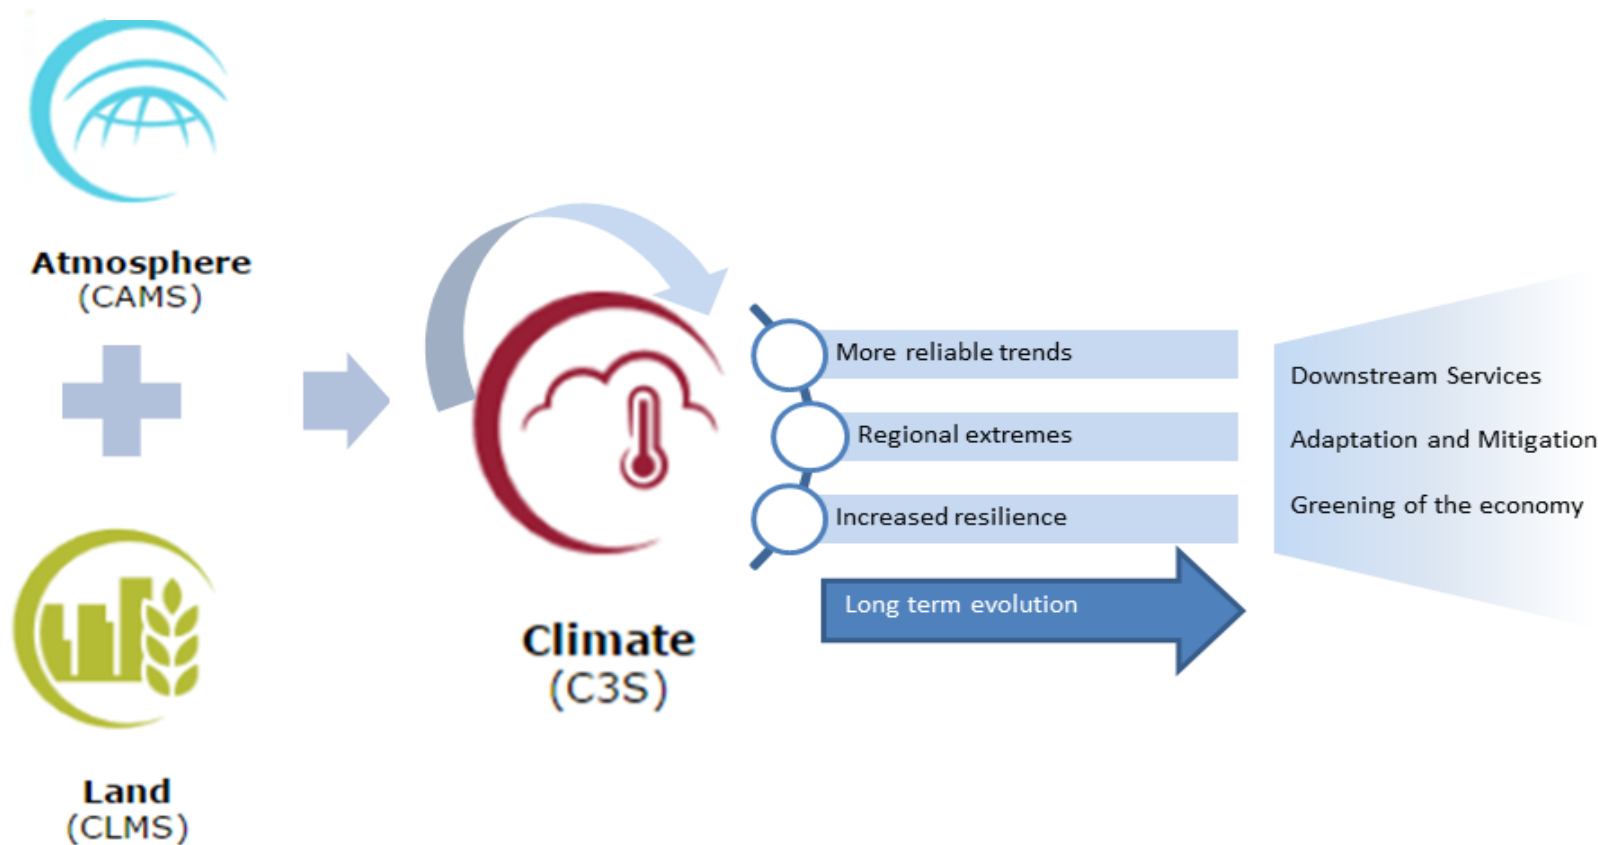 Atmosphere
(CAMS)
Land
(CLMS)
Climate
(C3S)
More reliable trends
Regional extremes
Increased resilience
Long term evolution
Downstream Services
Adaptation and Mitigation
Greening of the economy